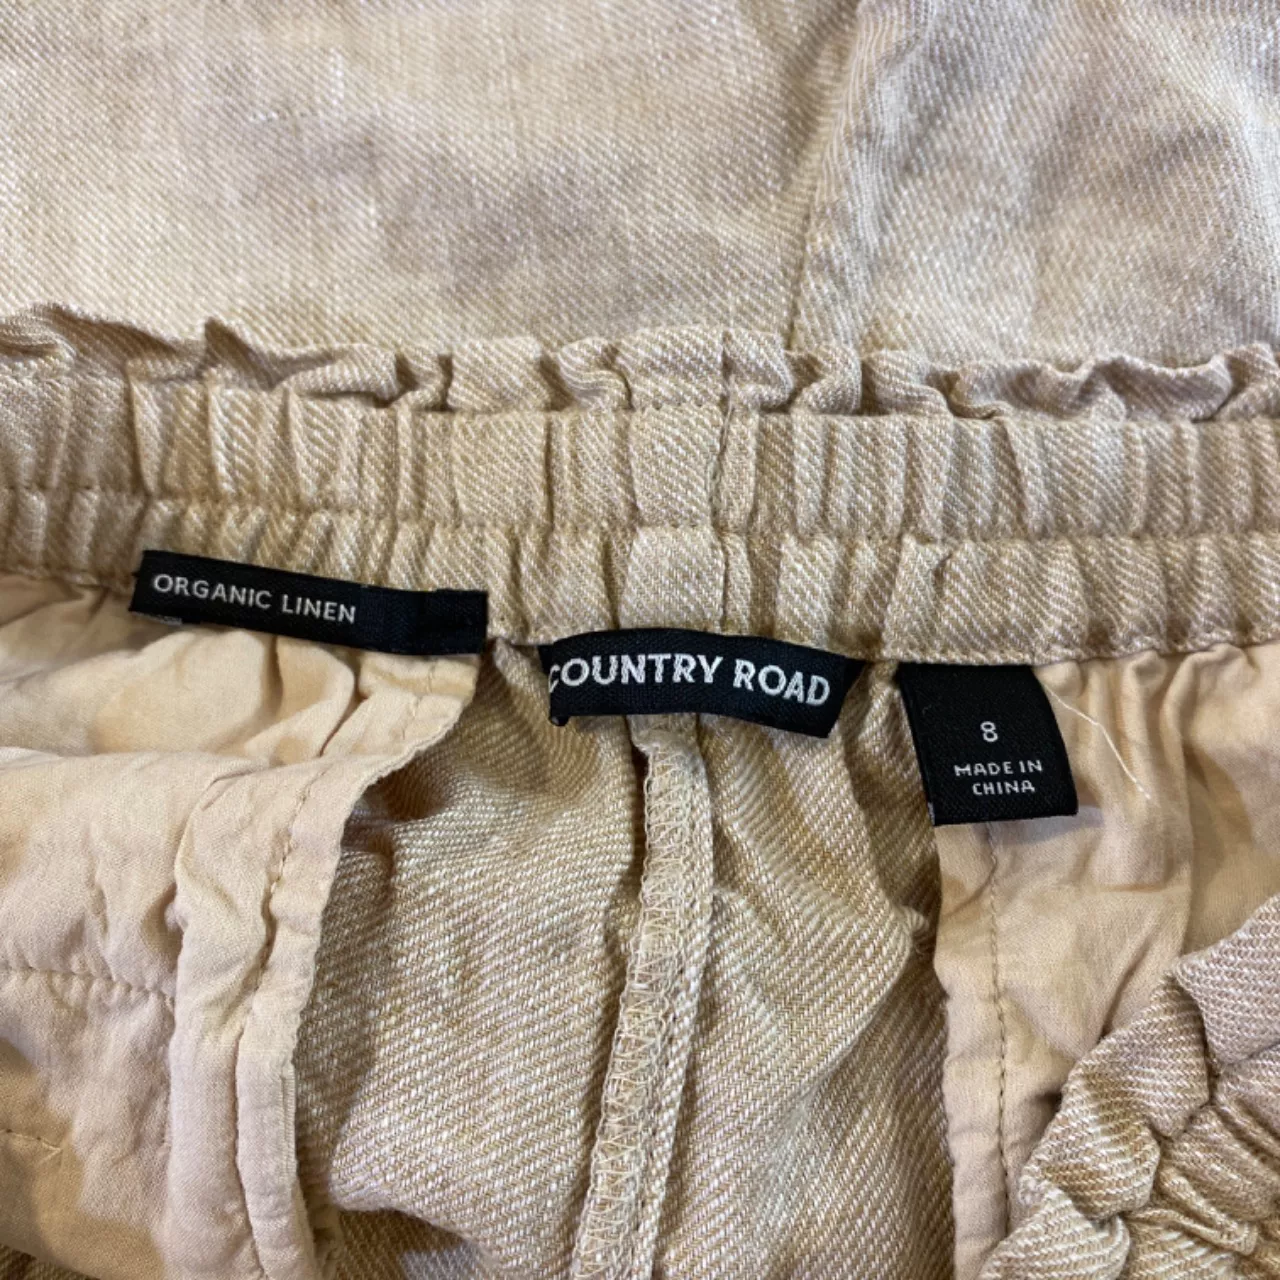 ORGANIC LINEN
COUNTRY ROAD
8
MADE IN
CHINA